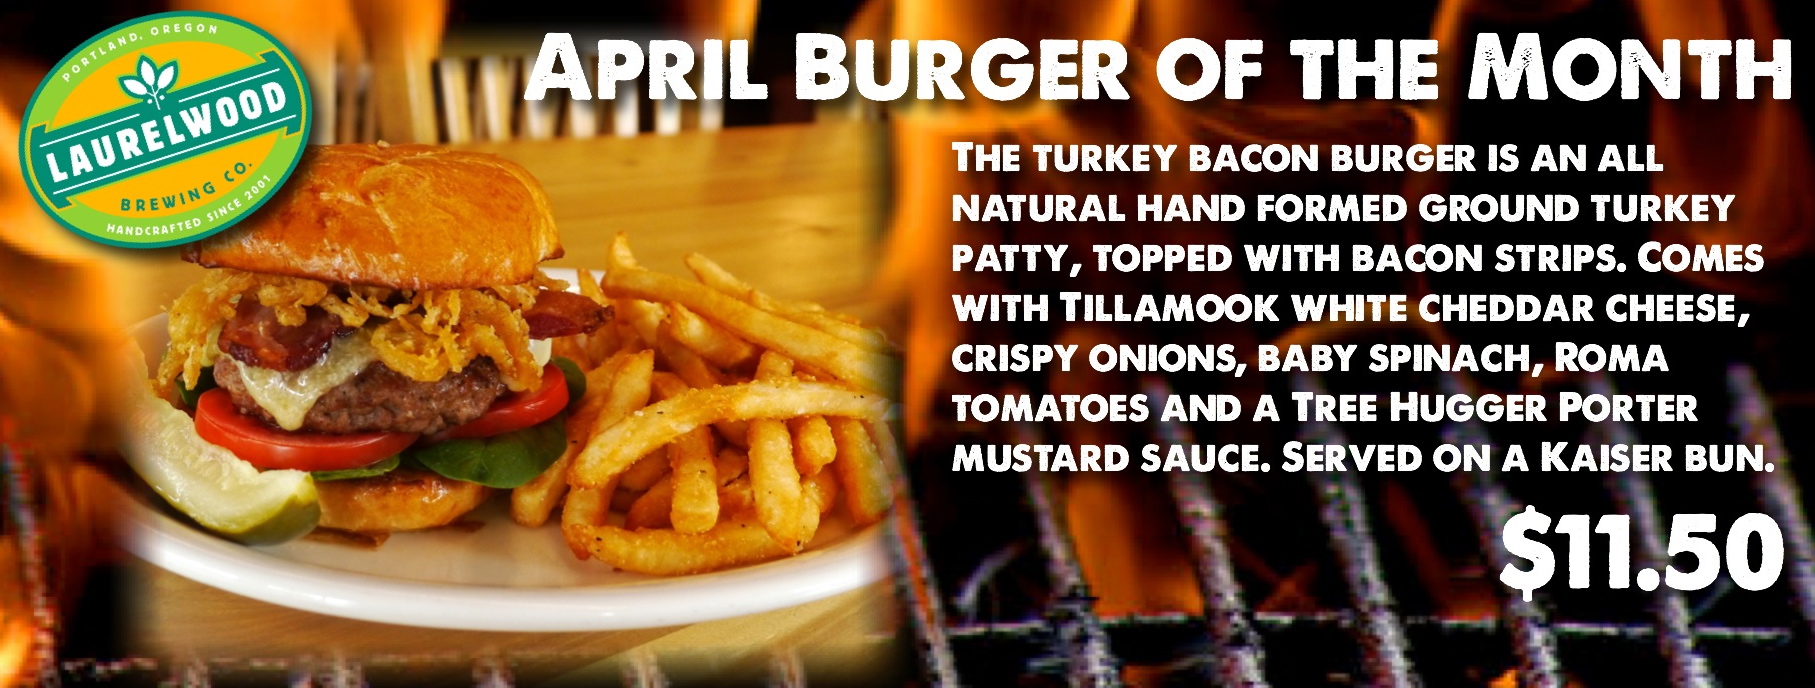 PORTLAND, OREGON
LAURELWOOD
BREWING CO.
HANDCRAFTED SINCE 2001
APRIL BURGER OF THE MONTH
THE TURKEY BACON BURGER IS AN ALL
NATURAL HAND FORMED GROUND TURKEY
PATTY, TOPPED WITH BACON STRIPS. COMES
WITH TILLAMOOK WHITE CHEDDAR CHEESE,
CRISPY ONIONS, BABY SPINACH, ROMA
TOMATOES AND A TREE HUGGER PORTER
MUSTARD SAUCE. SERVED ON A KAISER BUN.
$11.50